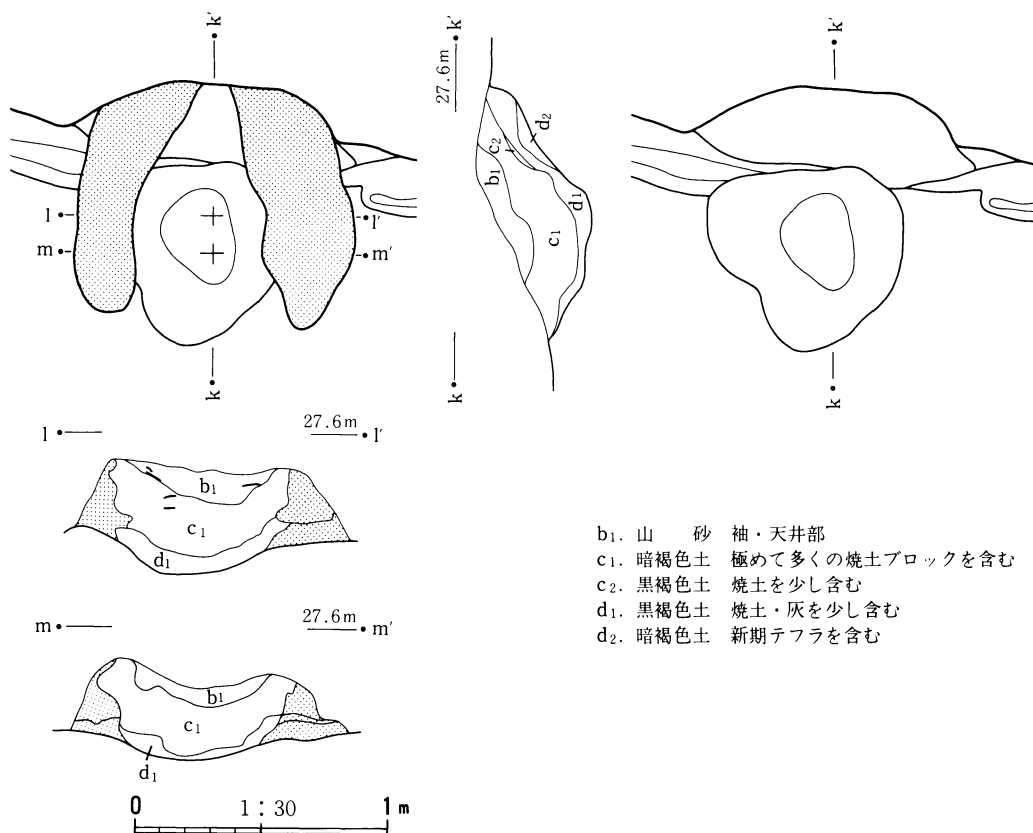 k′
k′
k′
27.6m
d₂
c₂
b₁
d₁
c₁
l
l′
m
m′
k
k
k
l
27.6m
l′
b₁
c₁
d₁
b₁. 山　砂　袖・天井部
c₁. 暗褐色土　極めて多くの焼土ブロックを含む
c₂. 黒褐色土　焼土を少し含む
d₁. 黒褐色土　焼土・灰を少し含む
d₂. 暗褐色土　新期テフラを含む
m
27.6m
m′
b₁
c₁
d₁
0　1：30　1m